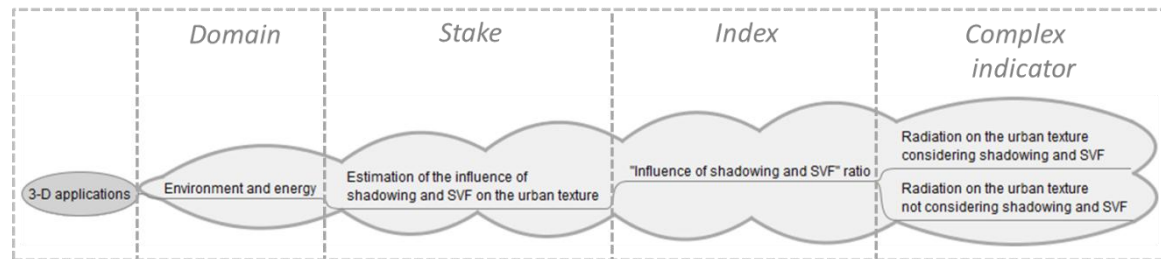 Domain
Stake
Index
Complex
indicator
3-D applications
Environment and energy
Estimation of the influence of
shadowing and SVF on the urban texture
"Influence of shadowing and SVF" ratio
Radiation on the urban texture
considering shadowing and SVF
Radiation on the urban texture
not considering shadowing and SVF